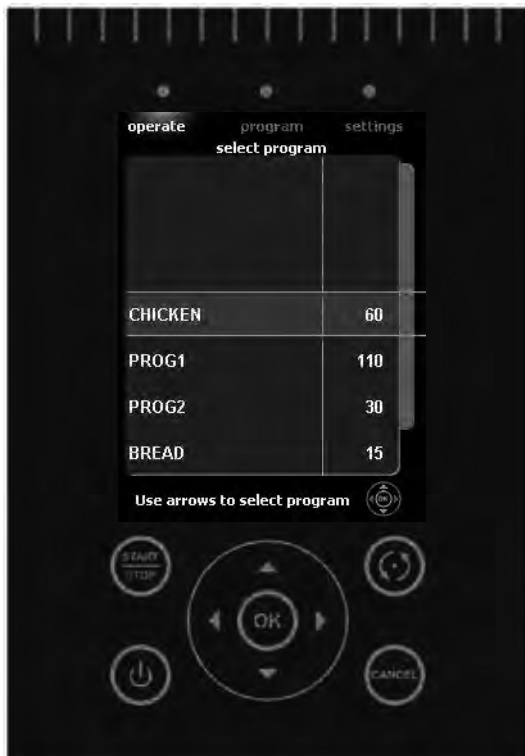 operate program settings
select program
CHICKEN 60
PROG1 110
PROG2 30
BREAD 15
Use arrows to select program OK
START
STOP
OK
CANCEL